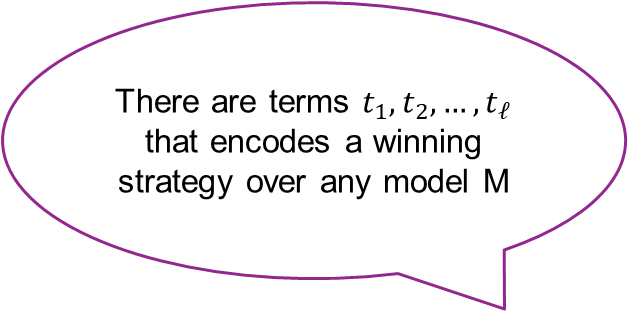 There are terms 𝑡₁, 𝑡₂, … , 𝑡ℓ
that encodes a winning
strategy over any model M